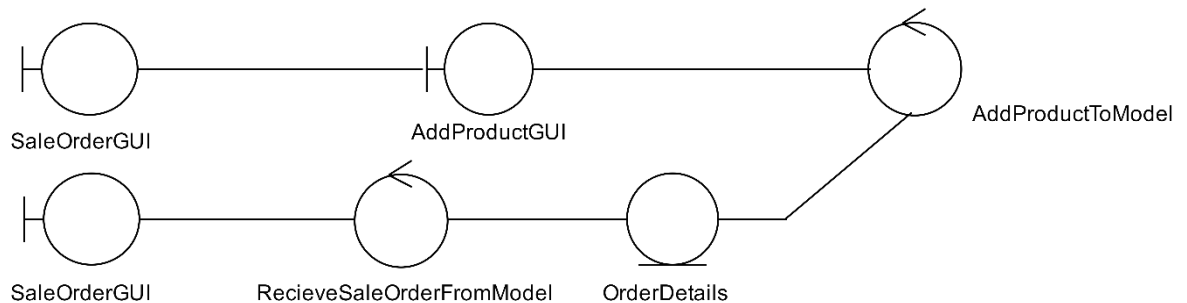 SaleOrderGUI
AddProductGUI
AddProductToModel
SaleOrderGUI
RecieveSaleOrderFromModel
OrderDetails